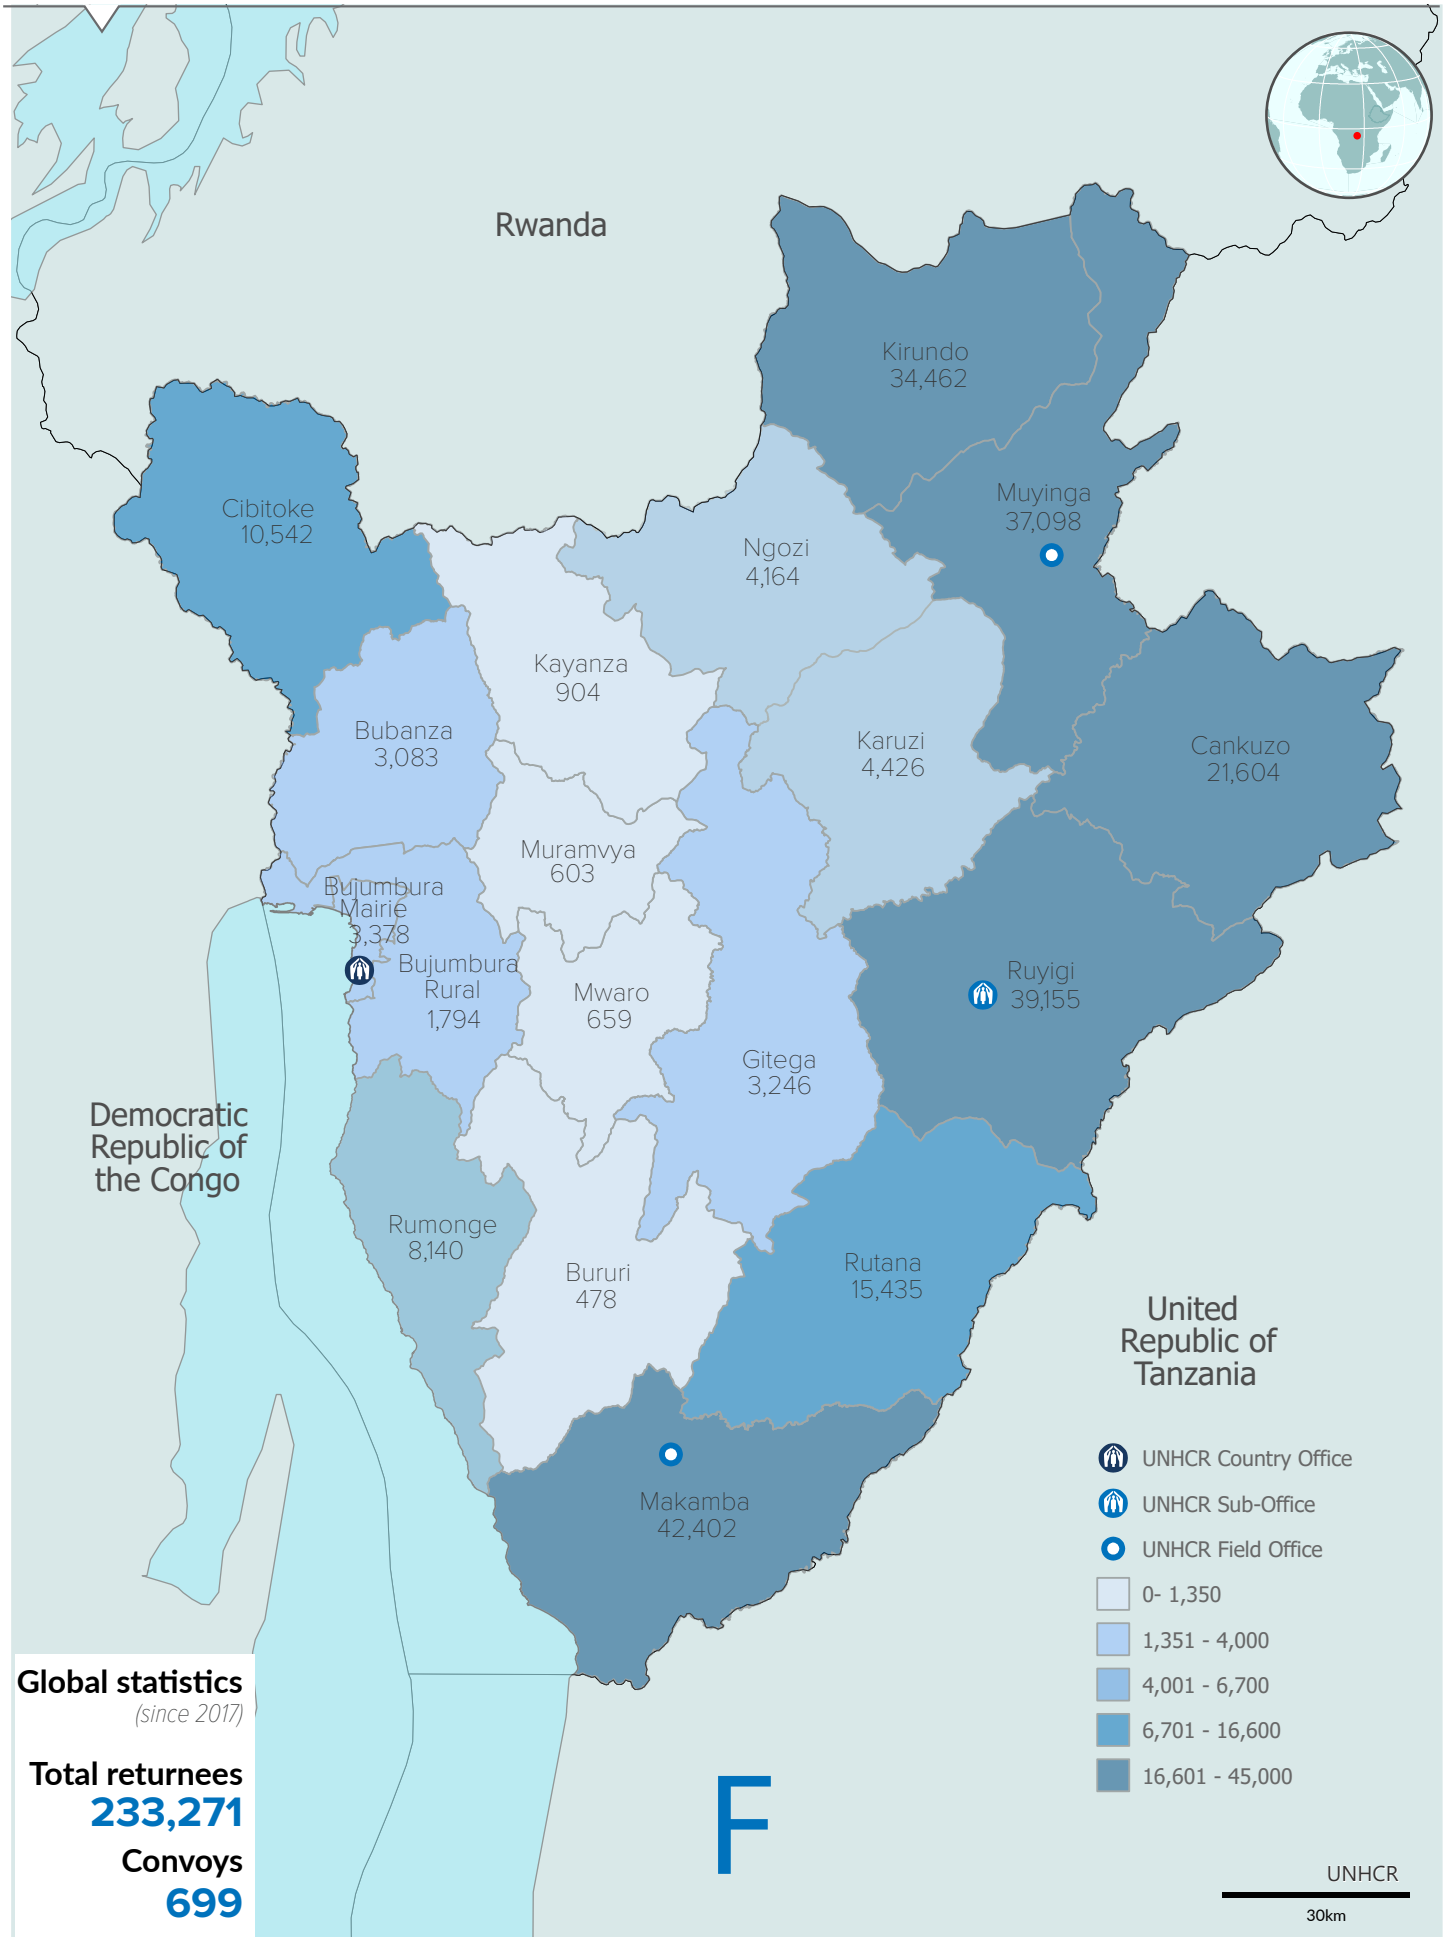 Rwanda
Kirundo
34,462
Muyinga
37,098
Cibitoke
10,542
Ngozi
4,164
Kayanza
904
Bubanza
3,083
Karuzi
4,426
Cankuzo
21,604
Muramvya
603
Bujumbura
Mairie
3,378
Bujumbura
Rural
1,794
Mwaro
659
Ruyigi
39,155
Gitega
3,246
Democratic
Republic of
the Congo
Rumonge
8,140
Bururi
478
Rutana
15,435
United
Republic of
Tanzania
Makamba
42,402
UNHCR Country Office
UNHCR Sub-Office
UNHCR Field Office
0- 1,350
1,351 - 4,000
4,001 - 6,700
6,701 - 16,600
16,601 - 45,000
Global statistics
(since 2017)
Total returnees
233,271
Convoys
699
F
UNHCR
30km